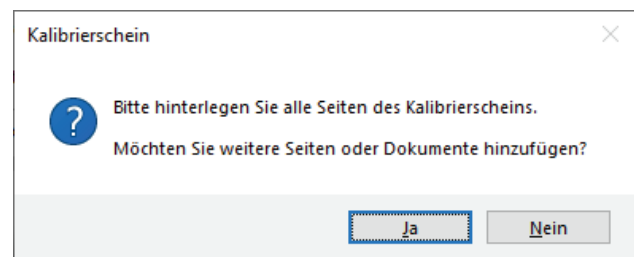 Kalibrierschein
Bitte hinterlegen Sie alle Seiten des Kalibrierscheins.
Möchten Sie weitere Seiten oder Dokumente hinzufügen?
Ja
Nein